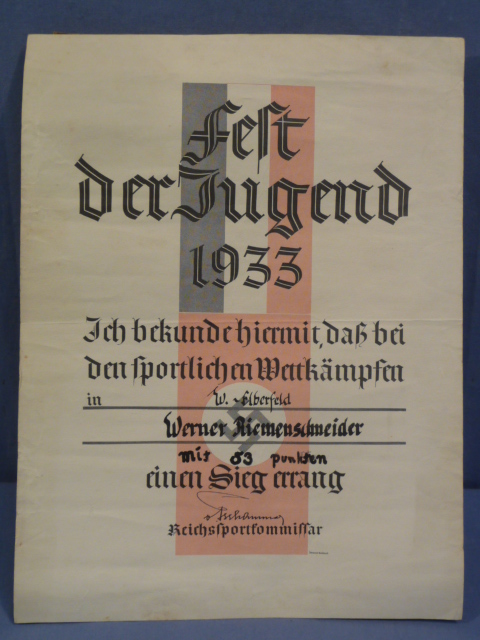 Fest
der Jugend
1933
Ich bekunde hiermit, daß bei
den sportlichen Wettkämpfen
in W. Elberfeld
Werner Riemenschneider
mit 53 punkten
einen Sieg errang
Reichssportkommissar